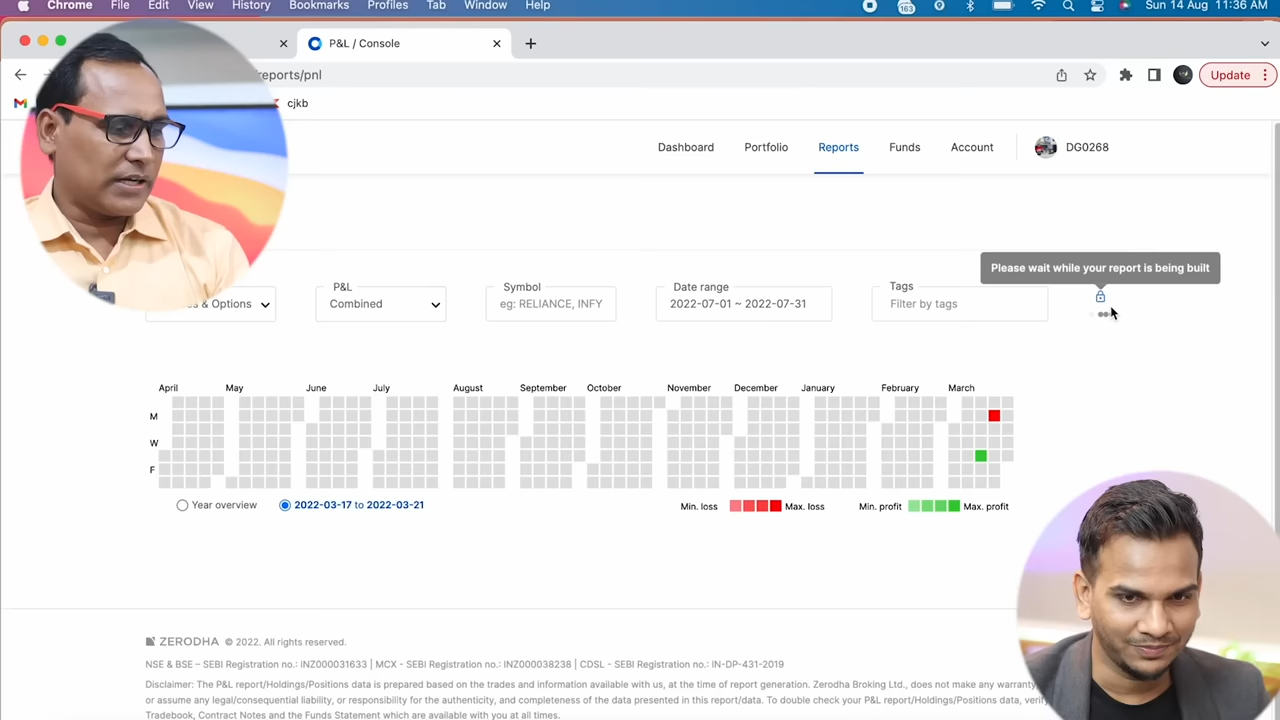 Chrome File Edit View History Bookmarks Profiles Tab Window Help 163 Sun 14 Aug 11:36 AM
P&L / Console
reports/pnl Update
cjkb
Dashboard Portfolio Reports Funds Account DG0268
Please wait while your report is being built
P&L Symbol Date range Tags
& Options Combined eg: RELIANCE, INFY 2022-07-01 ~ 2022-07-31 Filter by tags
April May June July August September October November December January February March
M
W
F
Year overview 2022-03-17 to 2022-03-21 Min. loss Max. loss Min. profit Max. profit
ZERODHA © 2022. All rights reserved.
NSE & BSE – SEBI Registration no.: INZ000031633 | MCX - SEBI Registration no.: INZ000038238 | CDSL - SEBI Registration no.: IN-DP-431-2019
Disclaimer: The P&L report/Holdings/Positions data is prepared based on the trades and information available with us, at the time of report generation. Zerodha Broking Ltd., does not make any warranty
or assume any legal/consequential liability, or responsibility for the authenticity, and completeness of the data presented in this report/data. To double check your P&L report/Holdings/Positions data, verify
Tradebook, Contract Notes and the Funds Statement which are available with you at all times.